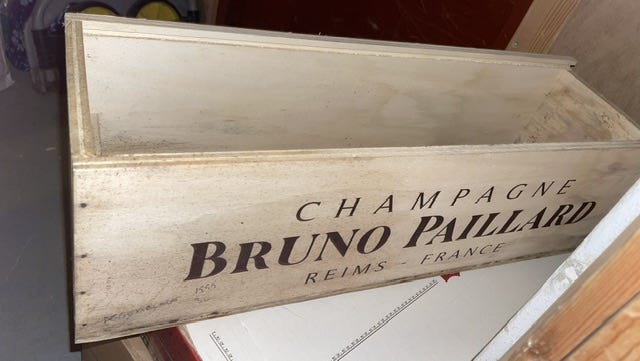 CHAMPAGNE
BRUNO PAILLARD
REIMS - FRANCE